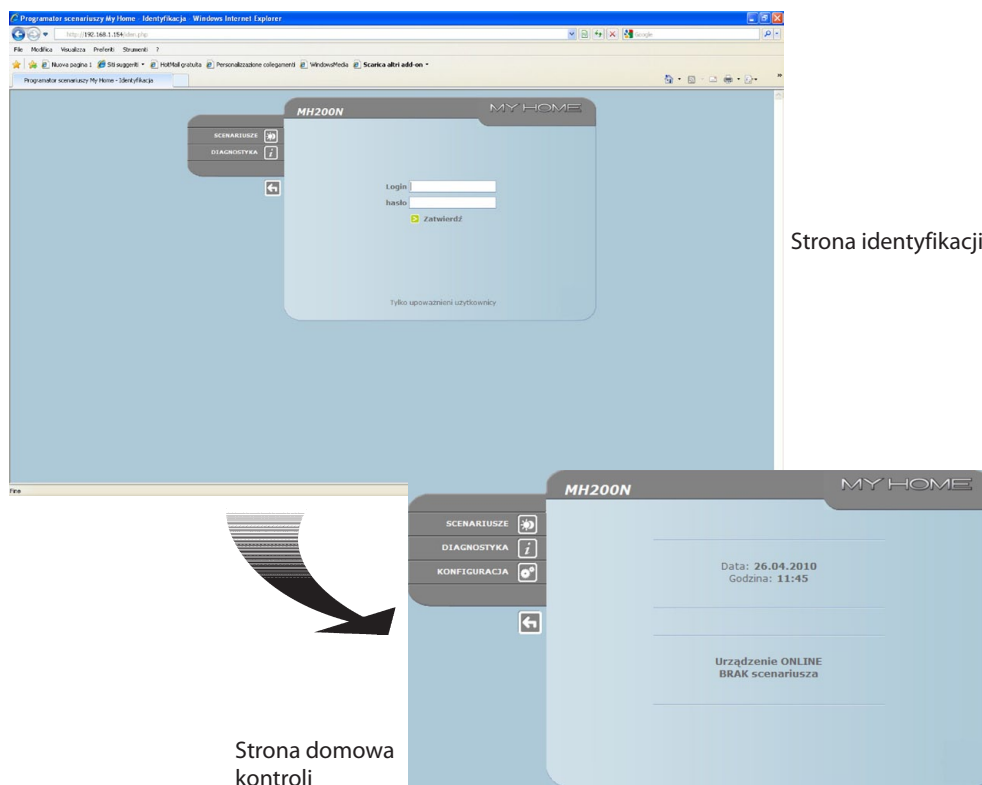 Programator scenariuszy My Home - Identyfikacja - Windows Internet Explorer
http://192.168.1.154/iden.php
Google
File Modifica Visualizza Preferiti Strumenti ?
Nuova pagina 1 Siti suggeriti HotMail gratuita Personalizzazione collegamenti WindowsMedia Scarica altri add-on
Programator scenariuszy My Home - Identyfikacja
MH200N
MY HOME
SCENARIUSZE
DIAGNOSTYKA
Login
hasło
Zatwierdź
Tylko upoważnieni użytkownicy
Strona identyfikacji
Fine
MH200N
MY HOME
SCENARIUSZE
DIAGNOSTYKA
KONFIGURACJA
Data: 26.04.2010
Godzina: 11:45
Urządzenie ONLINE
BRAK scenariusza
Strona domowa
kontroli